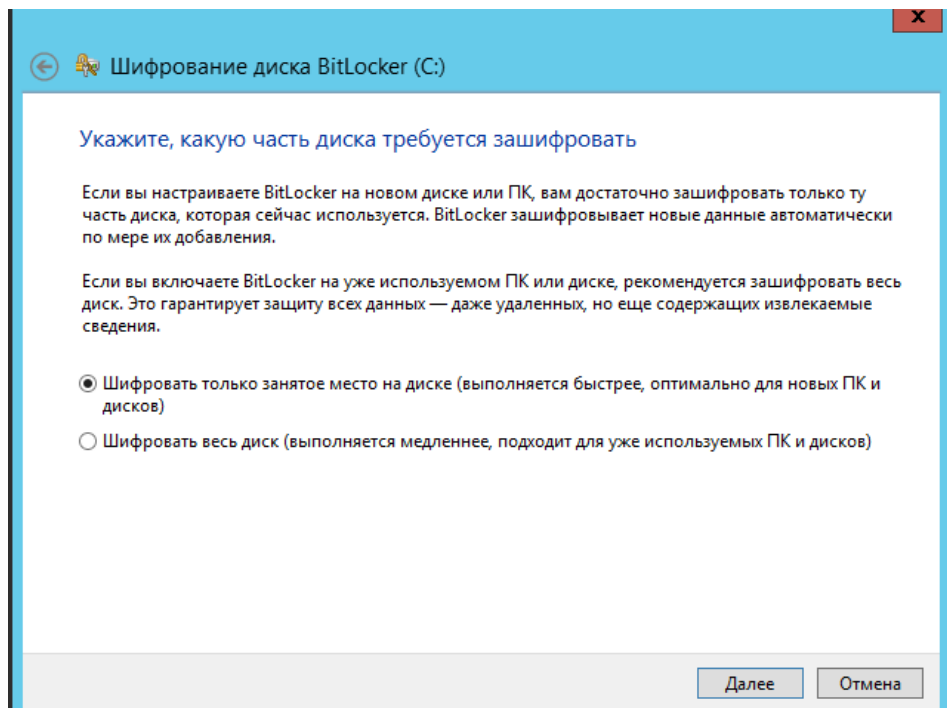 x
Шифрование диска BitLocker (C:)
Укажите, какую часть диска требуется зашифровать
Если вы настраиваете BitLocker на новом диске или ПК, вам достаточно зашифровать только ту
часть диска, которая сейчас используется. BitLocker зашифровывает новые данные автоматически
по мере их добавления.
Если вы включаете BitLocker на уже используемом ПК или диске, рекомендуется зашифровать весь
диск. Это гарантирует защиту всех данных — даже удаленных, но еще содержащих извлекаемые
сведения.
Шифровать только занятое место на диске (выполняется быстрее, оптимально для новых ПК и
дисков)
Шифровать весь диск (выполняется медленнее, подходит для уже используемых ПК и дисков)
Далее
Отмена